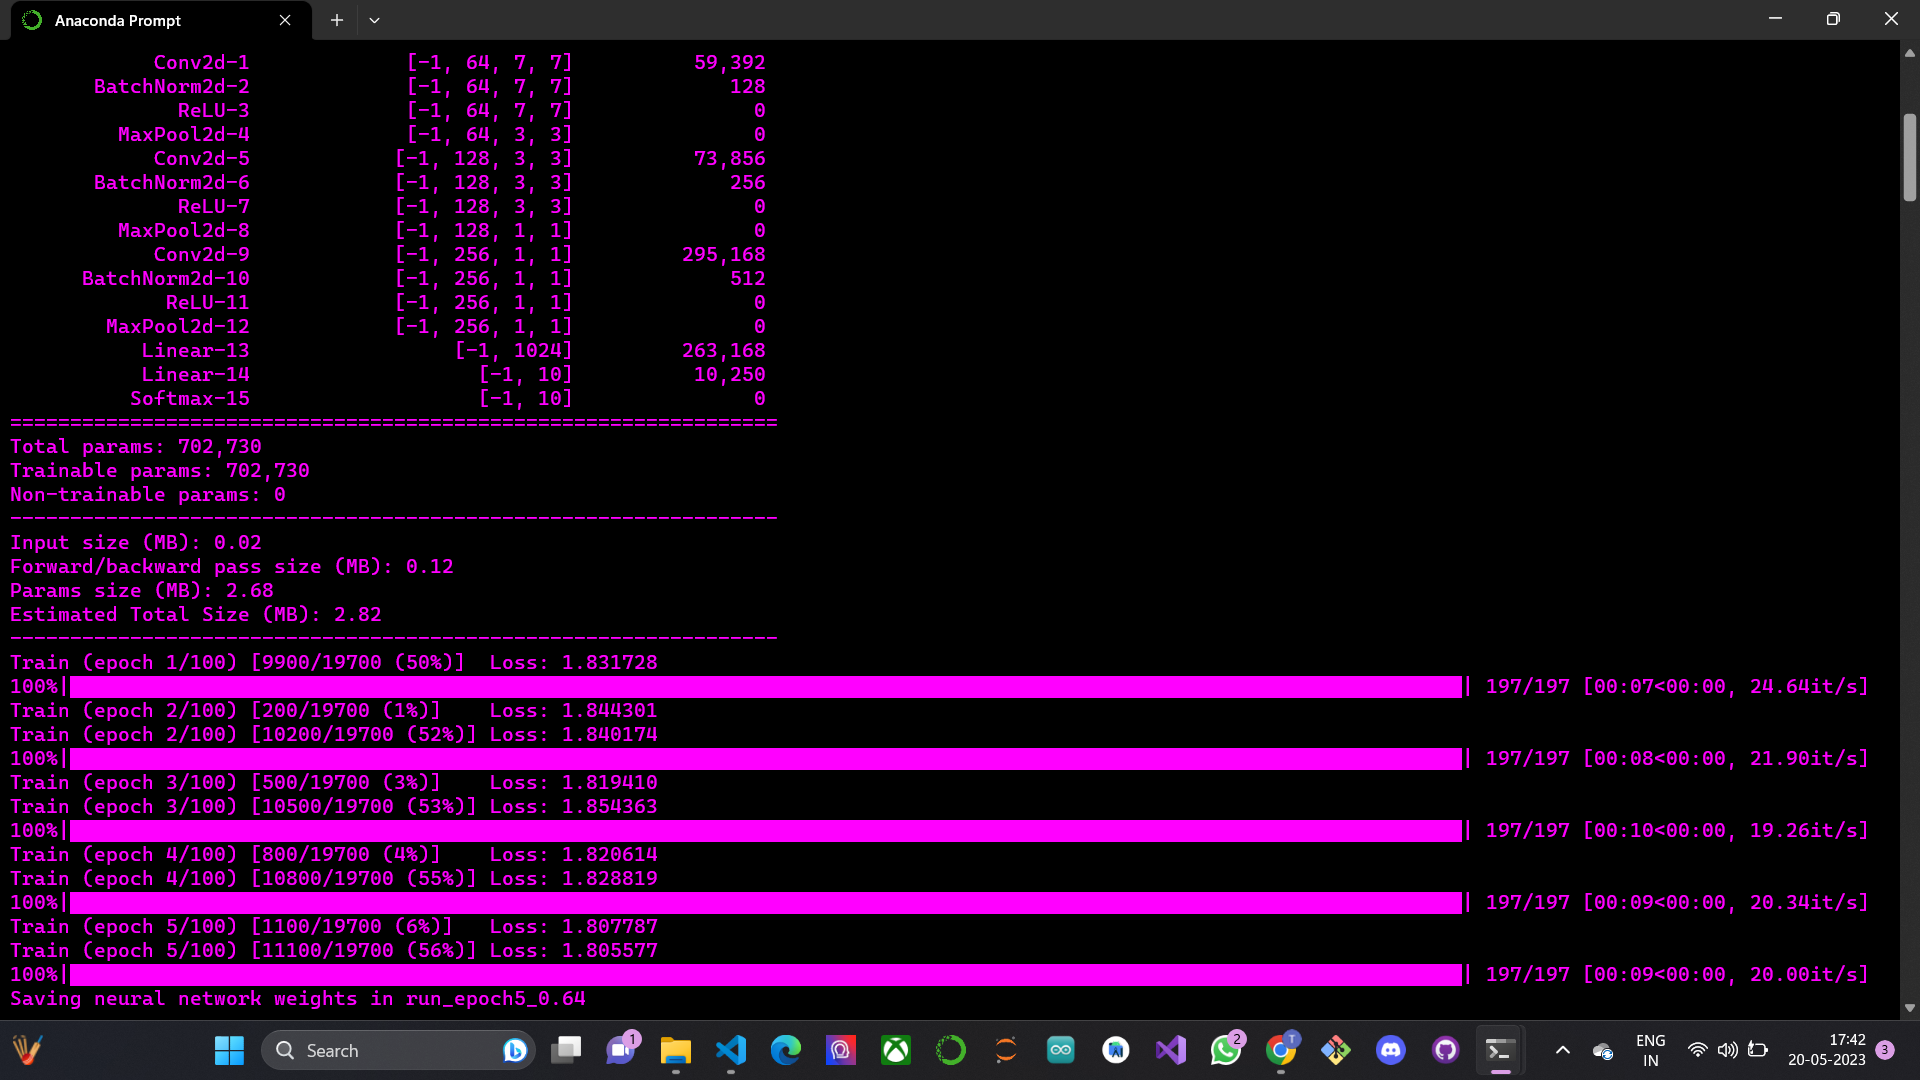 Anaconda Prompt
Conv2d-1 [-1, 64, 7, 7] 59,392
BatchNorm2d-2 [-1, 64, 7, 7] 128
ReLU-3 [-1, 64, 7, 7] 0
MaxPool2d-4 [-1, 64, 3, 3] 0
Conv2d-5 [-1, 128, 3, 3] 73,856
BatchNorm2d-6 [-1, 128, 3, 3] 256
ReLU-7 [-1, 128, 3, 3] 0
MaxPool2d-8 [-1, 128, 1, 1] 0
Conv2d-9 [-1, 256, 1, 1] 295,168
BatchNorm2d-10 [-1, 256, 1, 1] 512
ReLU-11 [-1, 256, 1, 1] 0
MaxPool2d-12 [-1, 256, 1, 1] 0
Linear-13 [-1, 1024] 263,168
Linear-14 [-1, 10] 10,250
Softmax-15 [-1, 10] 0
================================================================
Total params: 702,730
Trainable params: 702,730
Non-trainable params: 0
----------------------------------------------------------------
Input size (MB): 0.02
Forward/backward pass size (MB): 0.12
Params size (MB): 2.68
Estimated Total Size (MB): 2.82
----------------------------------------------------------------
Train (epoch 1/100) [9900/19700 (50%)] Loss: 1.831728
100%| | 197/197 [00:07<00:00, 24.64it/s]
Train (epoch 2/100) [200/19700 (1%)] Loss: 1.844301
Train (epoch 2/100) [10200/19700 (52%)] Loss: 1.840174
100%| | 197/197 [00:08<00:00, 21.90it/s]
Train (epoch 3/100) [500/19700 (3%)] Loss: 1.819410
Train (epoch 3/100) [10500/19700 (53%)] Loss: 1.854363
100%| | 197/197 [00:10<00:00, 19.26it/s]
Train (epoch 4/100) [800/19700 (4%)] Loss: 1.820614
Train (epoch 4/100) [10800/19700 (55%)] Loss: 1.828819
100%| | 197/197 [00:09<00:00, 20.34it/s]
Train (epoch 5/100) [1100/19700 (6%)] Loss: 1.807787
Train (epoch 5/100) [11100/19700 (56%)] Loss: 1.805577
100%| | 197/197 [00:09<00:00, 20.00it/s]
Saving neural network weights in run_epoch5_0.64
Search
1
2
T
ENG
IN
17:42
20-05-2023
3